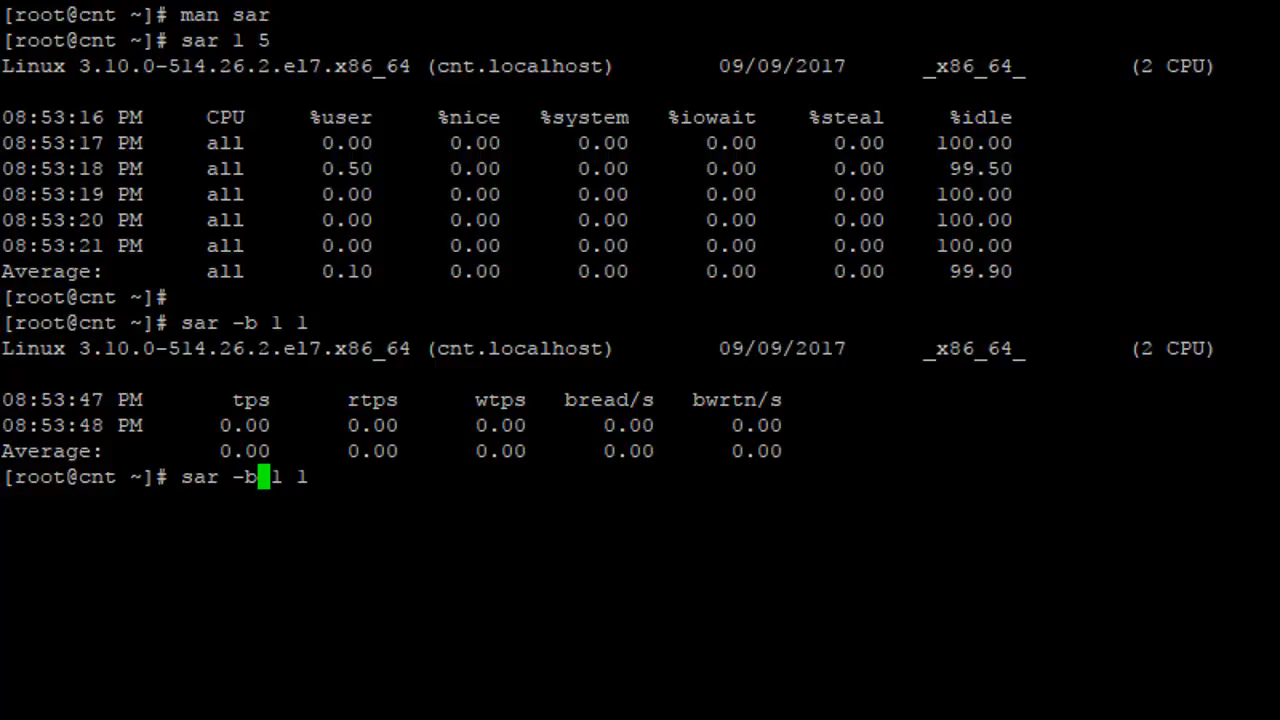 [root@cnt ~]# man sar
[root@cnt ~]# sar 1 5
Linux 3.10.0-514.26.2.el7.x86_64 (cnt.localhost) 09/09/2017 _x86_64_ (2 CPU)
08:53:16 PM CPU %user %nice %system %iowait %steal %idle
08:53:17 PM all 0.00 0.00 0.00 0.00 0.00 100.00
08:53:18 PM all 0.50 0.00 0.00 0.00 0.00 99.50
08:53:19 PM all 0.00 0.00 0.00 0.00 0.00 100.00
08:53:20 PM all 0.00 0.00 0.00 0.00 0.00 100.00
08:53:21 PM all 0.00 0.00 0.00 0.00 0.00 100.00
Average: all 0.10 0.00 0.00 0.00 0.00 99.90
[root@cnt ~]#
[root@cnt ~]# sar -b 1 1
Linux 3.10.0-514.26.2.el7.x86_64 (cnt.localhost) 09/09/2017 _x86_64_ (2 CPU)
08:53:47 PM tps rtps wtps bread/s bwrtn/s
08:53:48 PM 0.00 0.00 0.00 0.00 0.00
Average: 0.00 0.00 0.00 0.00 0.00
[root@cnt ~]# sar -b 1 1